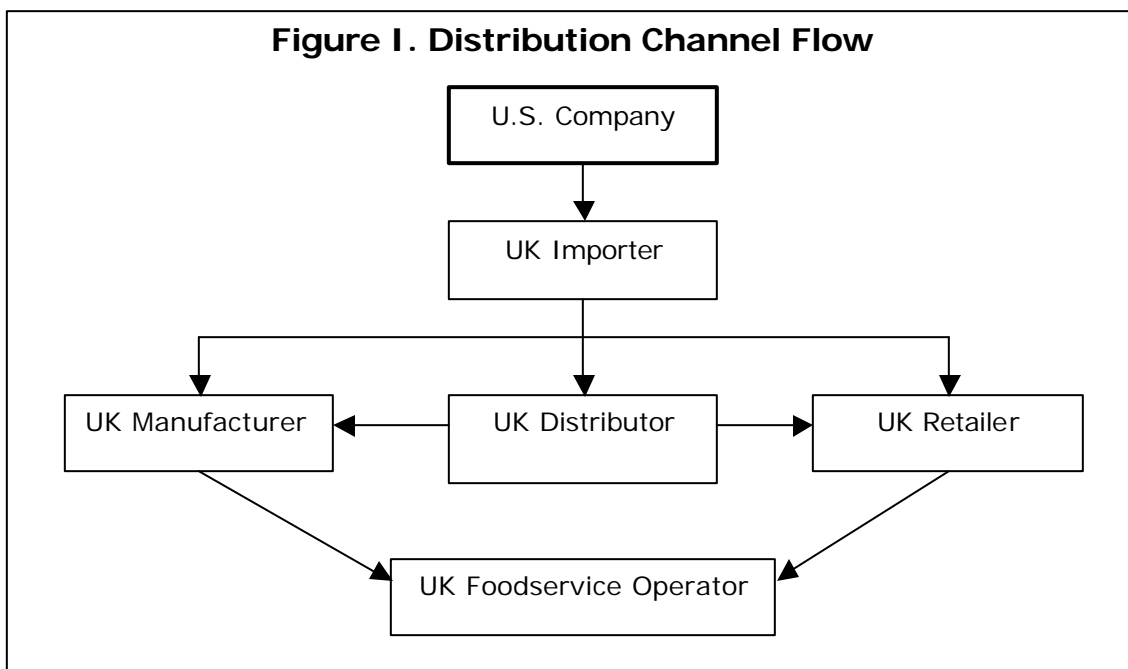 Figure I. Distribution Channel Flow
U.S. Company
UK Importer
UK Manufacturer
UK Distributor
UK Retailer
UK Foodservice Operator